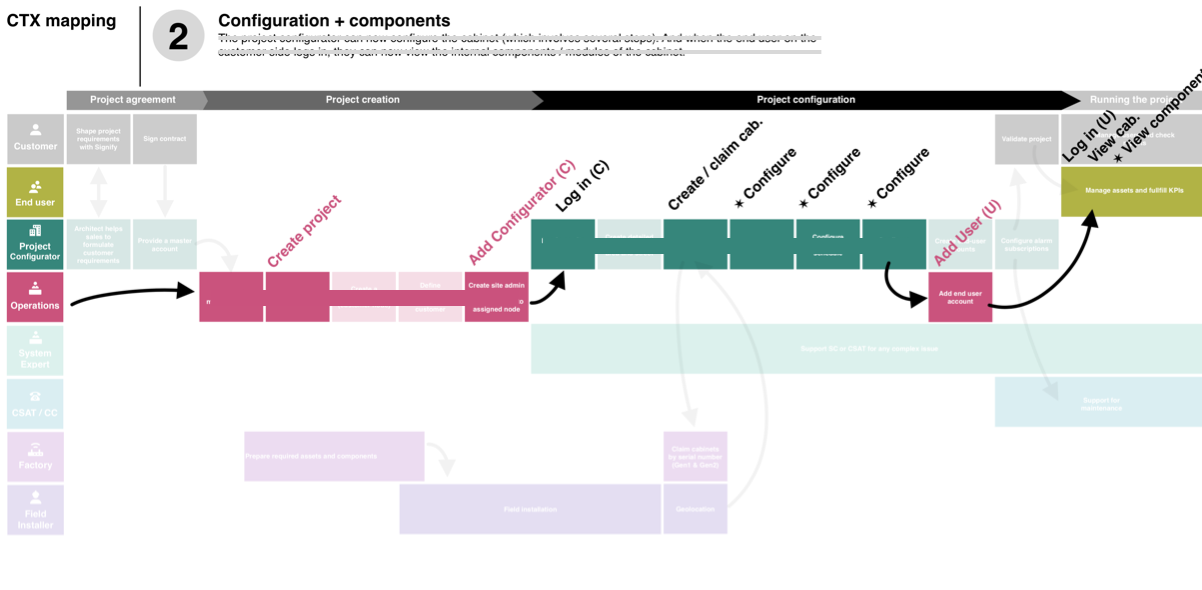 CTX mapping
2
Configuration + components
The project configurator can now configure the cabinet (which involves several steps). And when the end user on the
customer side logs in, they can now view the internal components / modules of the cabinet.
Project agreement
Project creation
Project configuration
Running the proj
Customer
Shape project
requirements
with Signify
Sign contract
Validate project
check
Log in (U)
View cab.
✶ View component
End user
Manage assets and fullfill KPIs
Create project
Add Configurator (C)
Log in (C)
Create / claim cab.
✶ Configure
✶ Configure
✶ Configure
Add User (U)
Project
Configurator
Architect helps
sales in
formulate
customer
requirements
Provide a master
account
Configure alarm
subscriptions
Operations
Create site admin
assigned node
Add end user
account
System
Expert
Support SC or CSAT for any complex issue
CSAT / CC
Support for
maintenance
Factory
Prepare required assets and components
Claim cabinets
by serial number
(Gen1 & Gen2)
Field
Installer
Field installation
Geolocation